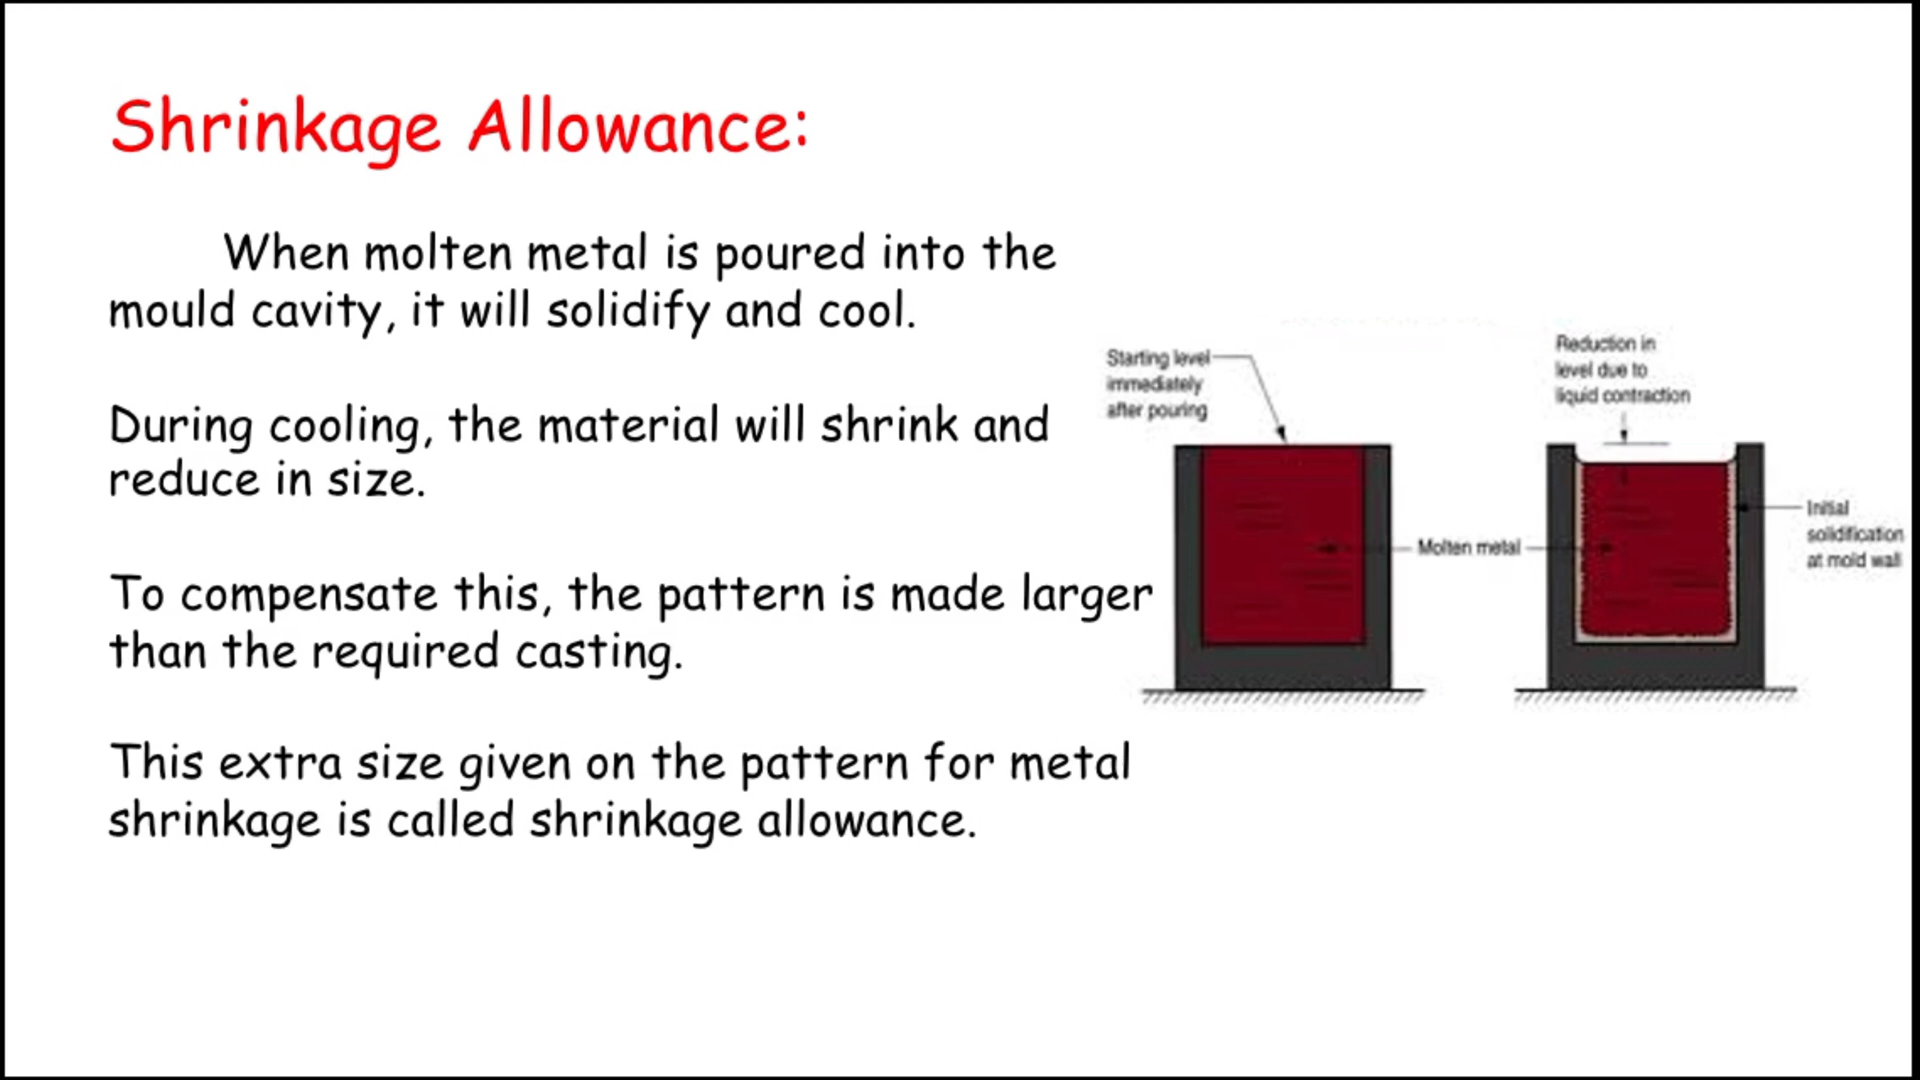 Shrinkage Allowance:
When molten metal is poured into the
mould cavity, it will solidify and cool.
During cooling, the material will shrink and
reduce in size.
To compensate this, the pattern is made larger
than the required casting.
This extra size given on the pattern for metal
shrinkage is called shrinkage allowance.
Starting level
immediately
after pouring
Reduction in
level due to
liquid contraction
Molten metal
Initial
solidification
at mold wall